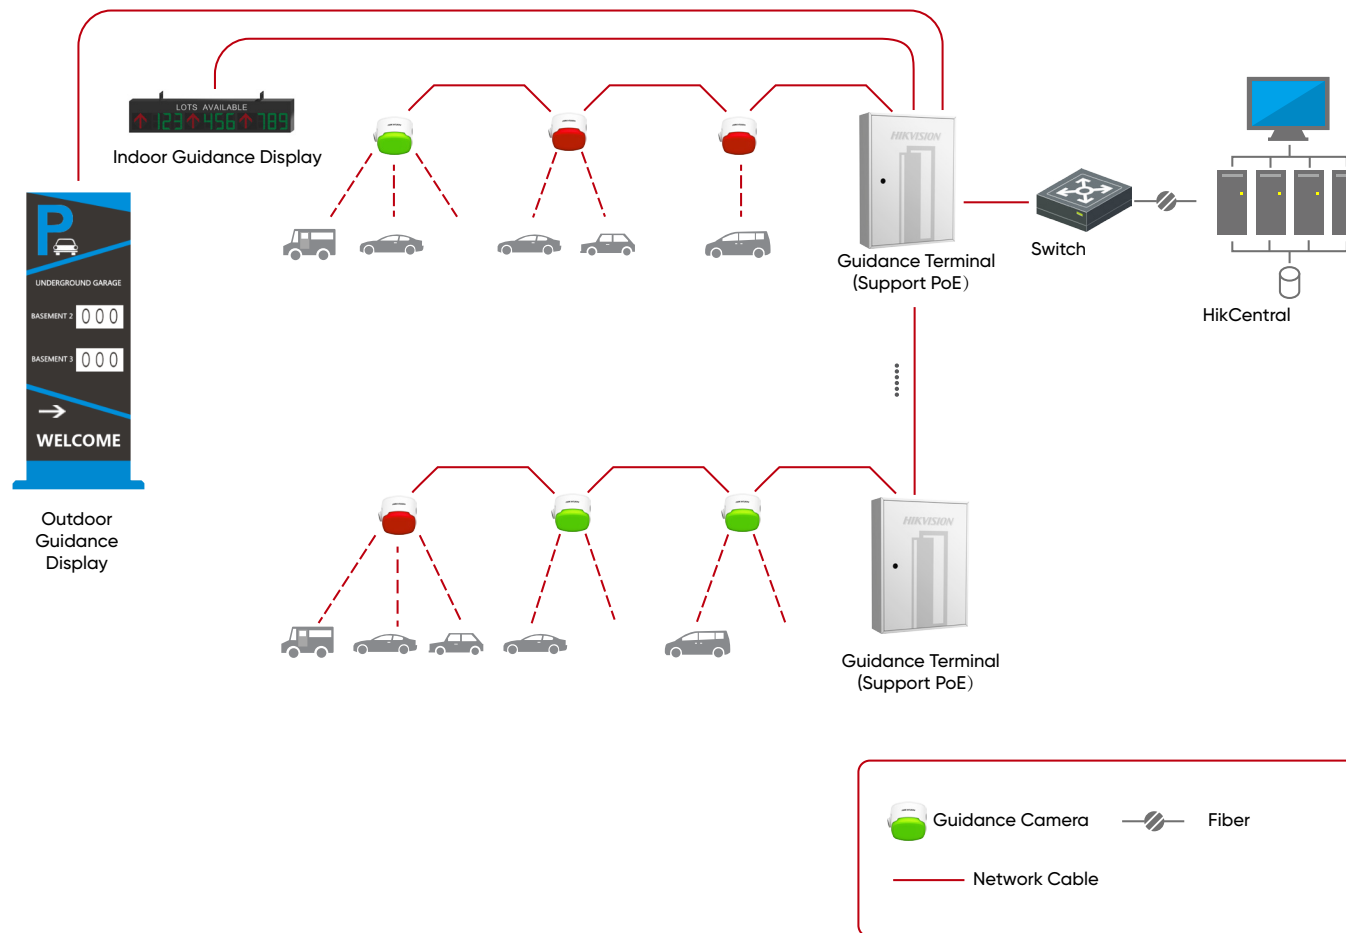 LOTS AVAILABLE
123 456 789
Indoor Guidance Display
P
UNDERGROUND GARAGE
BASEMENT 2 000
BASEMENT 3 000
WELCOME
Outdoor
Guidance
Display
HIKVISION
Guidance Terminal
(Support PoE）
Switch
HikCentral
HIKVISION
Guidance Terminal
(Support PoE）
Guidance Camera
Fiber
Network Cable